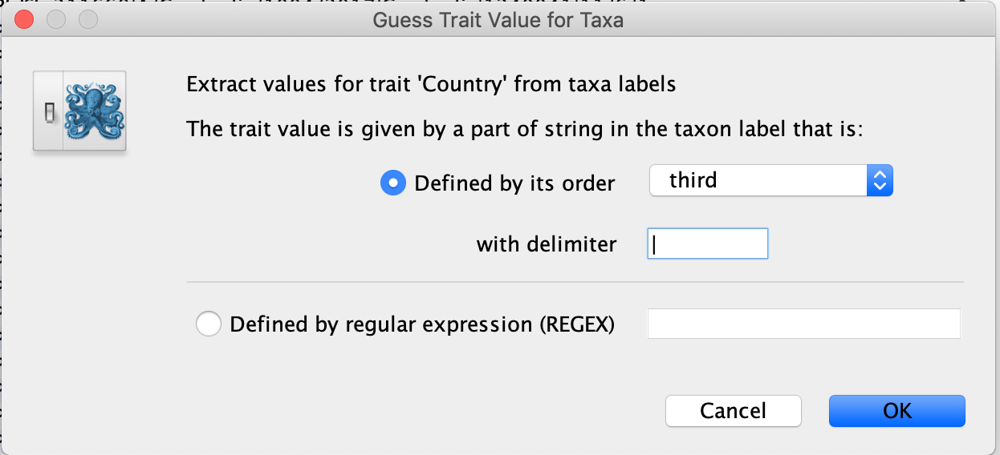 Guess Trait Value for Taxa
Extract values for trait 'Country' from taxa labels
The trait value is given by a part of string in the taxon label that is:
Defined by its order third
with delimiter |
Defined by regular expression (REGEX)
Cancel OK